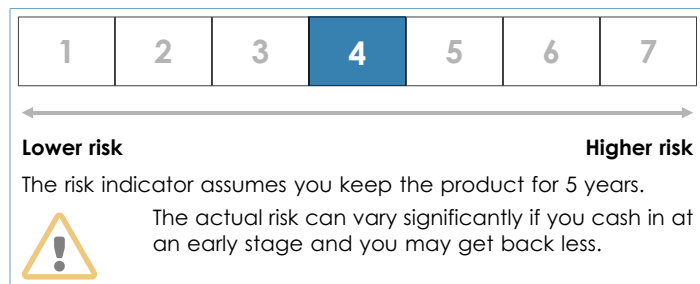 1 2 3 4 5 6 7
Lower risk Higher risk
The risk indicator assumes you keep the product for 5 years.
The actual risk can vary significantly if you cash in at
an early stage and you may get back less.